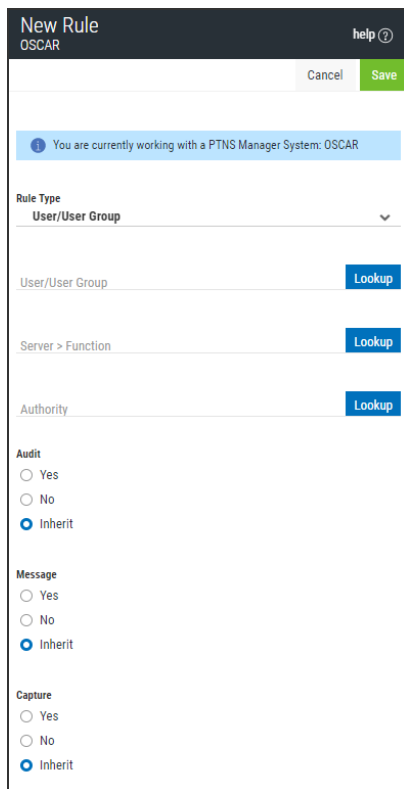 New Rule
OSCAR
help ?
Cancel Save
i You are currently working with a PTNS Manager System: OSCAR
Rule Type
User/User Group
User/User Group Lookup
Server > Function Lookup
Authority Lookup
Audit
Yes
No
Inherit
Message
Yes
No
Inherit
Capture
Yes
No
Inherit